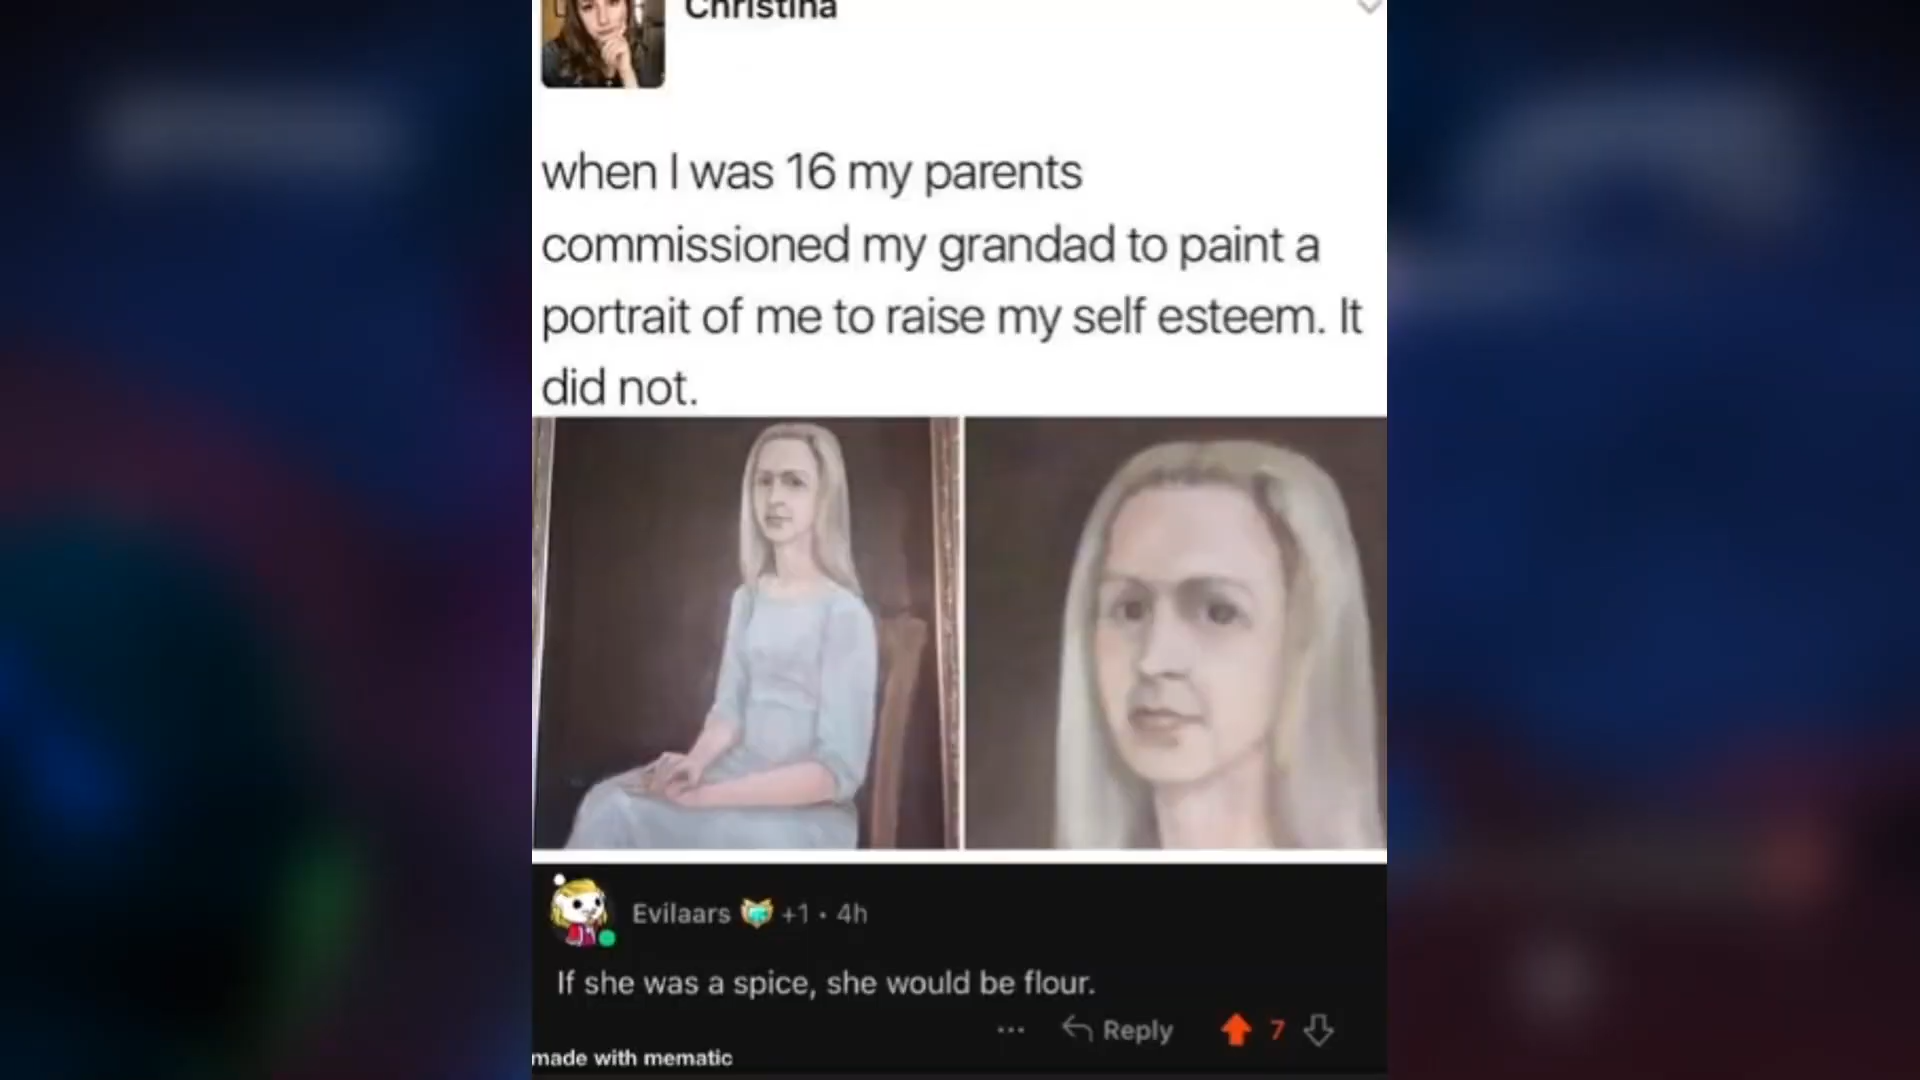 Christina
when I was 16 my parents
commissioned my grandad to paint a
portrait of me to raise my self esteem. It
did not.
Evilaars +1 • 4h
If she was a spice, she would be flour.
... Reply 7
made with mematic